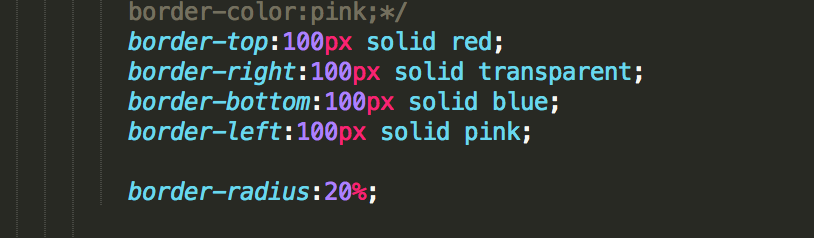 border-color:pink;*/
border-top:100px solid red;
border-right:100px solid transparent;
border-bottom:100px solid blue;
border-left:100px solid pink;
border-radius:20%;